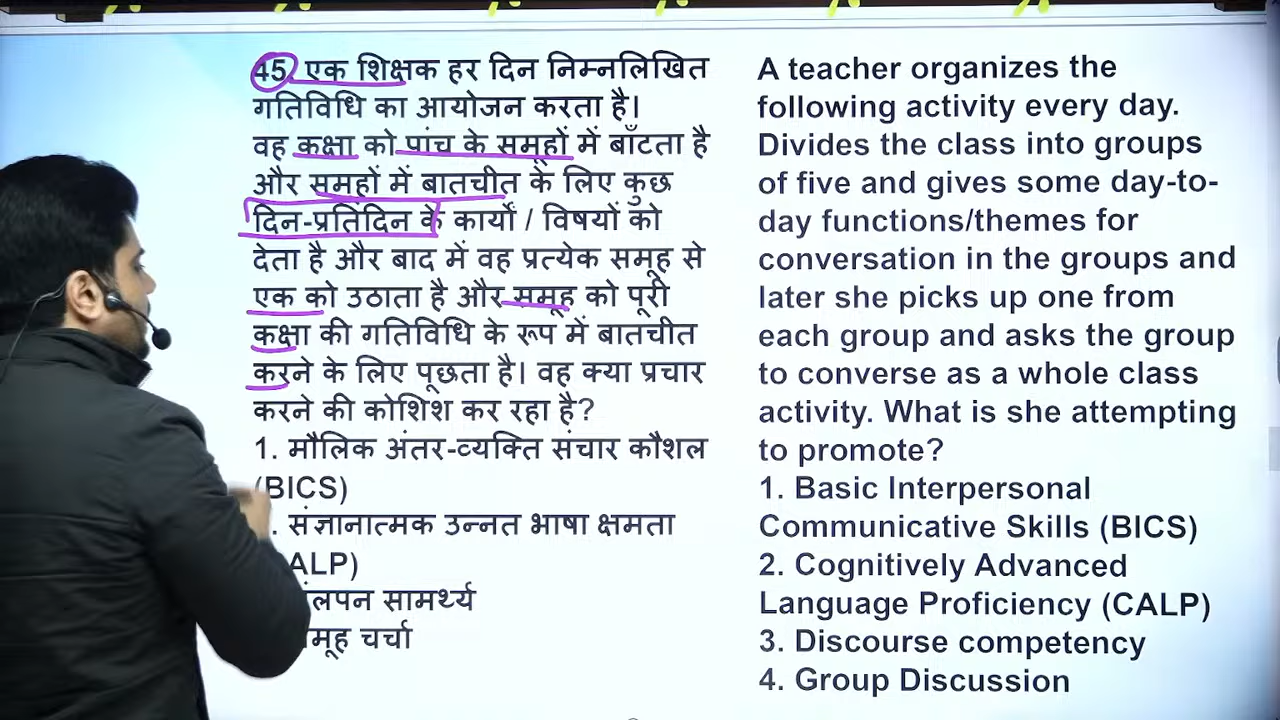 45. एक शिक्षक हर दिन निम्नलिखित
गतिविधि का आयोजन करता है।
वह कक्षा को पांच के समूहों में बाँटता है
और समूहों में बातचीत के लिए कुछ
दिन-प्रतिदिन के कार्यों / विषयों को
देता है और बाद में वह प्रत्येक समूह से
एक को उठाता है और समूह को पूरी
कक्षा की गतिविधि के रूप में बातचीत
करने के लिए पूछता है। वह क्या प्रचार
करने की कोशिश कर रहा है?
1. मौलिक अंतर-व्यक्ति संचार कौशल
(BICS)
. संज्ञानात्मक उन्नत भाषा क्षमता
ALP)
सामर्थ्य
चर्चा
A teacher organizes the
following activity every day.
Divides the class into groups
of five and gives some day-to-
day functions/themes for
conversation in the groups and
later she picks up one from
each group and asks the group
to converse as a whole class
activity. What is she attempting
to promote?
1. Basic Interpersonal
Communicative Skills (BICS)
2. Cognitively Advanced
Language Proficiency (CALP)
3. Discourse competency
4. Group Discussion